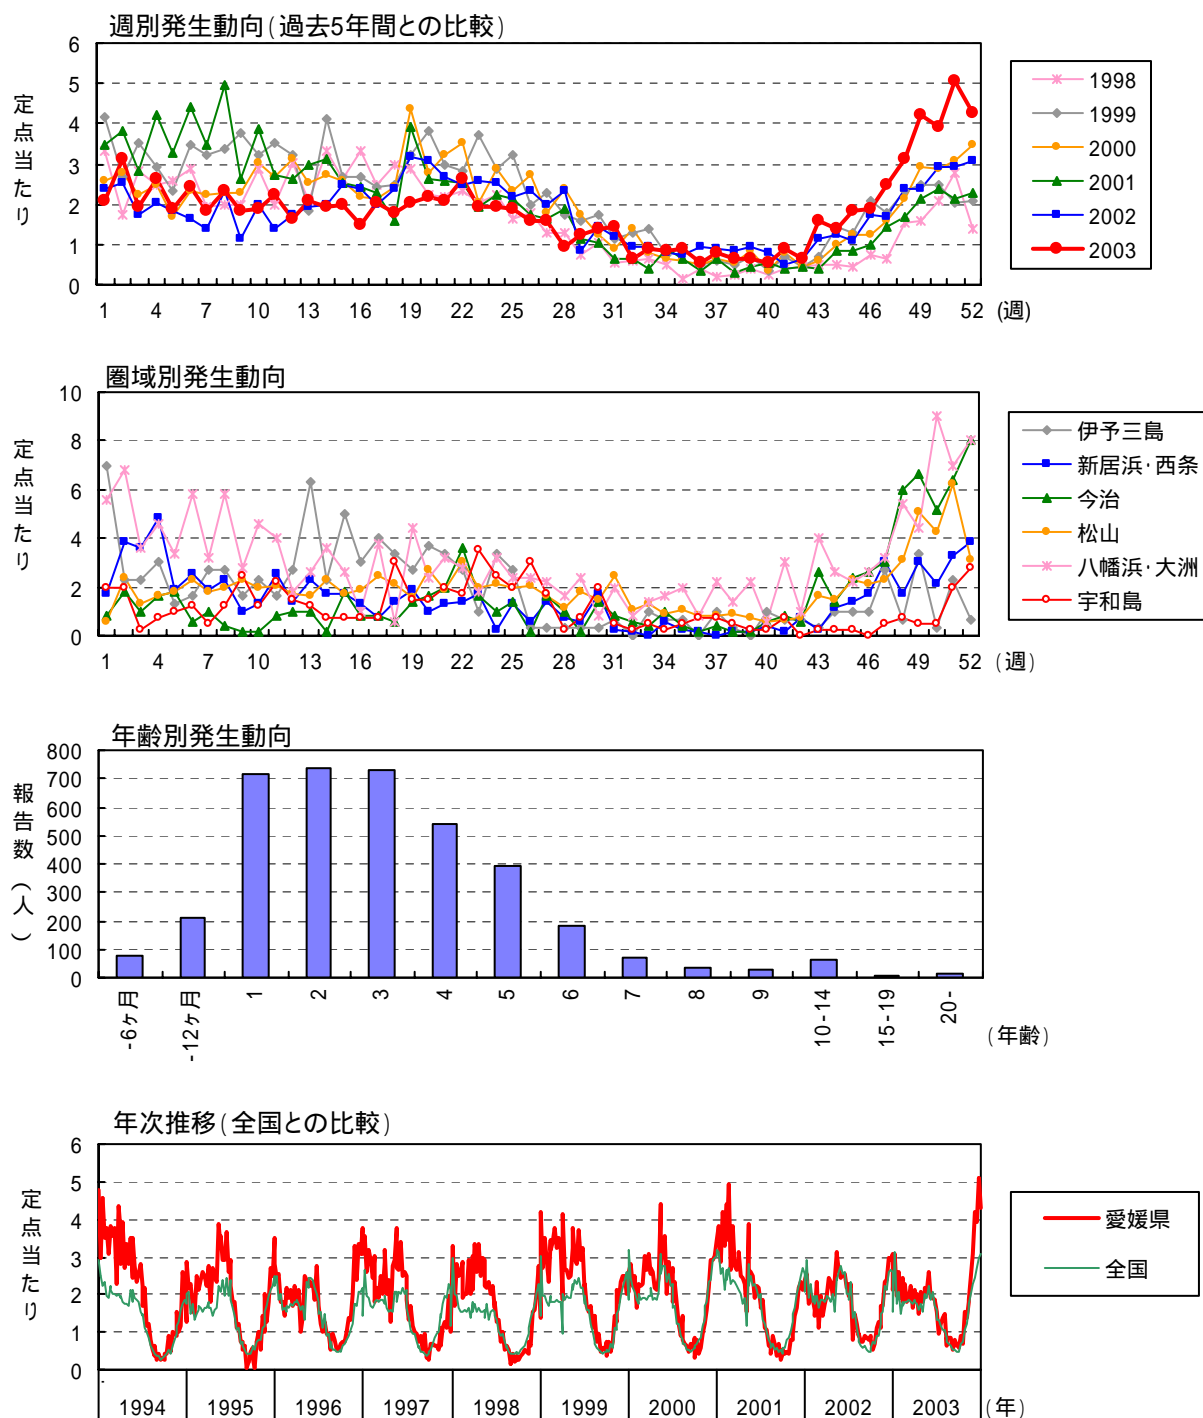 週別発生動向(過去5年間との比較)
定点当たり
6
5
4
3
2
1
0
1 4 7 10 13 16 19 22 25 28 31 34 37 40 43 46 49 52 (週)
1998
1999
2000
2001
2002
2003
圏域別発生動向
定点当たり
10
8
6
4
2
0
1 4 7 10 13 16 19 22 25 28 31 34 37 40 43 46 49 52 (週)
伊予三島
新居浜・西条
今治
松山
八幡浜・大洲
宇和島
年齢別発生動向
報告数(人)
800
700
600
500
400
300
200
100
0
-6ヶ月 -12ヶ月 1 2 3 4 5 6 7 8 9 10-14 15-19 20-
(年齢)
年次推移(全国との比較)
定点当たり
6
5
4
3
2
1
0
1994 1995 1996 1997 1998 1999 2000 2001 2002 2003 (年)
愛媛県
全国